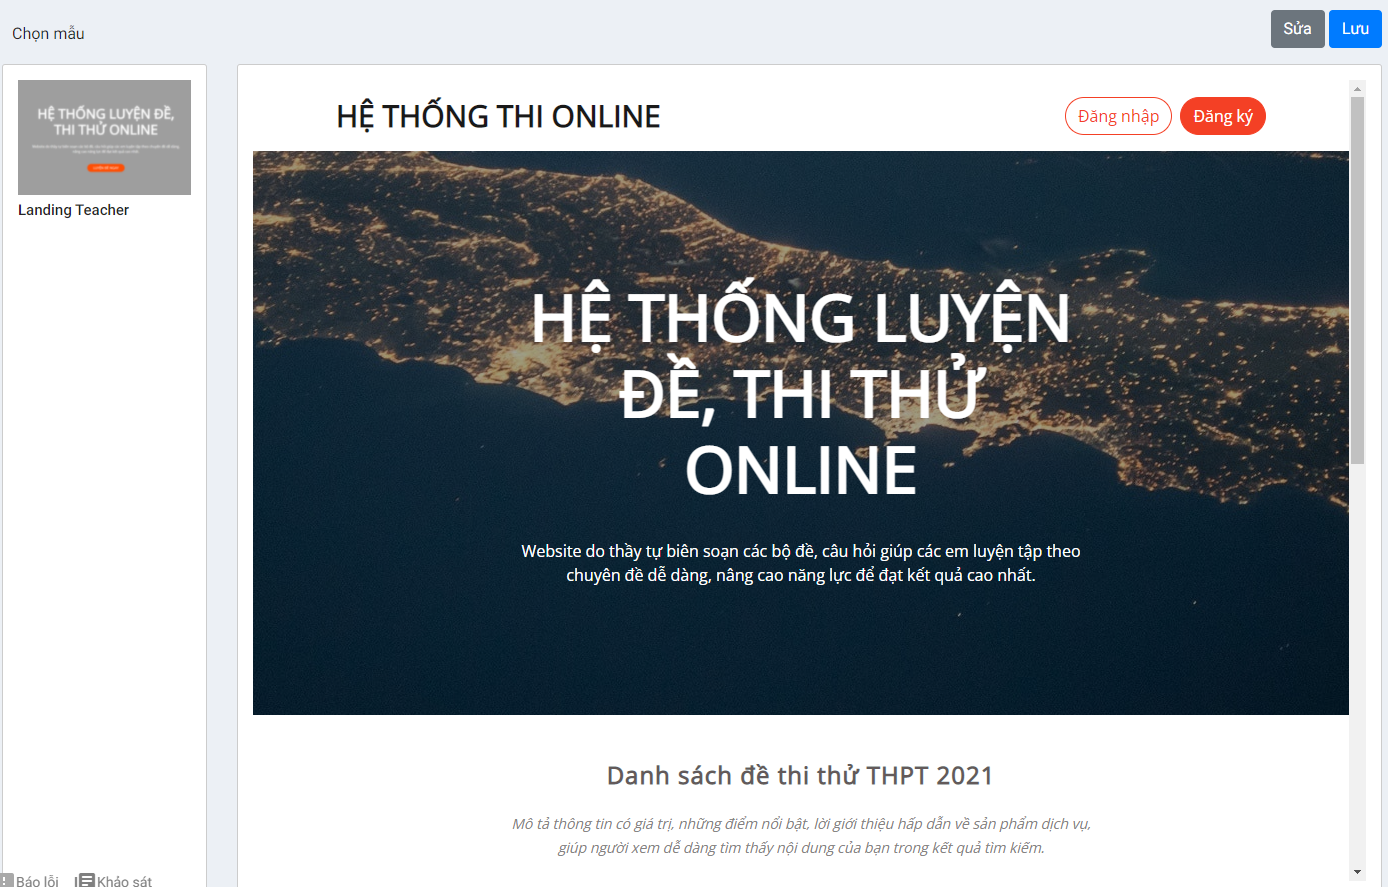 Chọn mẫu
Sửa
Lưu
HỆ THỐNG LUYỆN ĐỀ,
THI THỬ ONLINE
Landing Teacher
HỆ THỐNG THI ONLINE
Đăng nhập
Đăng ký
HỆ THỐNG LUYỆN
ĐỀ, THI THỬ
ONLINE
Website do thầy tự biên soạn các bộ đề, câu hỏi giúp các em luyện tập theo
chuyên đề dễ dàng, nâng cao năng lực để đạt kết quả cao nhất.
Danh sách đề thi thử THPT 2021
Mô tả thông tin có giá trị, những điểm nổi bật, lời giới thiệu hấp dẫn về sản phẩm dịch vụ,
giúp người xem dễ dàng tìm thấy nội dung của bạn trong kết quả tìm kiếm.
Báo lỗi
Khảo sát